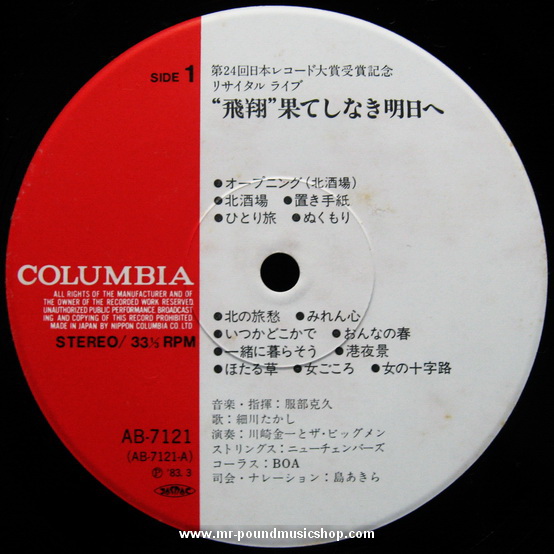 SIDE 1
第24回日本レコード大賞受賞記念
リサイタル ライブ
“飛翔”果てしなき明日へ
●オープニング(北酒場)
●北酒場 ●置き手紙
●ひとり旅 ●ぬくもり
COLUMBIA
ALL RIGHTS OF THE MANUFACTURER AND OF
THE OWNER OF THE RECORDED WORK RESERVED
UNAUTHORIZED PUBLIC PERFORMANCE BROADCAST
ING AND COPYING OF THIS RECORD PROHIBITED
MADE IN JAPAN BY NIPPON COLUMBIA CO. LTD
STEREO/33⅓ RPM
●北の旅愁 ●みれん心
●いつかどこかで ●おんなの春
●一緒に暮らそう ●港夜景
●ほたる草 ●女ごころ ●女の十字路
AB-7121
(AB-7121-A)
Ⓟ '83. 3
音楽・指揮:服部克久
歌:細川たかし
演奏:川崎金一とザ・ビッグメン
ストリングス:ニューチェンバーズ
コーラス:BOA
司会・ナレーション:島あきら
www.mr-poundmusicshop.com